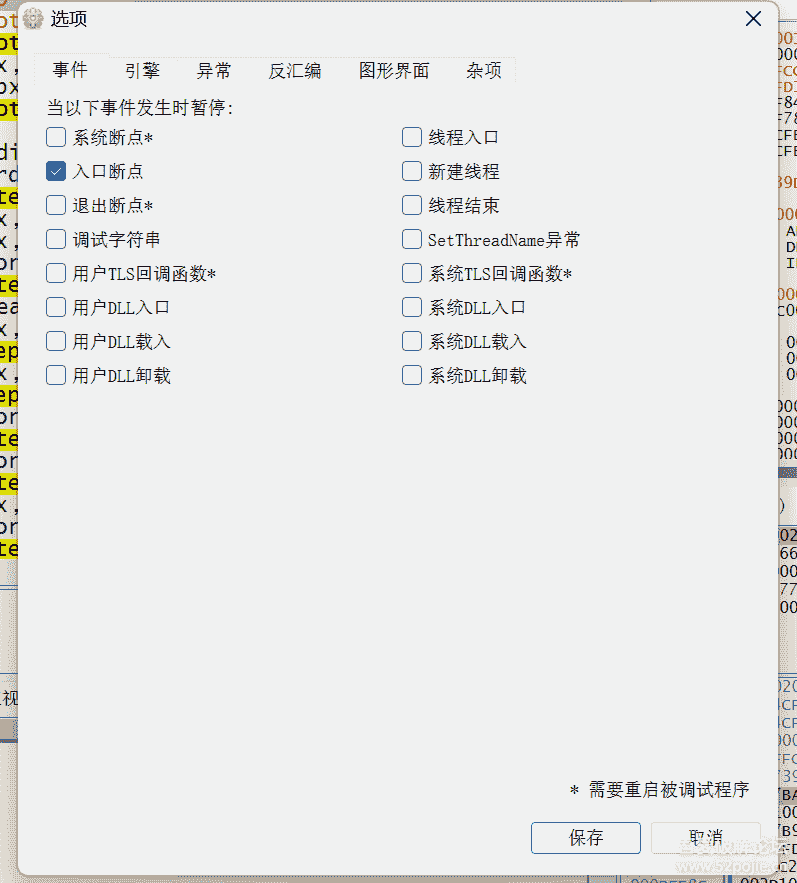 选项
事件 引擎 异常 反汇编 图形界面 杂项
当以下事件发生时暂停:
系统断点* 线程入口
入口断点 新建线程
退出断点* 线程结束
调试字符串 SetThreadName异常
用户TLS回调函数* 系统TLS回调函数*
用户DLL入口 系统DLL入口
用户DLL载入 系统DLL载入
用户DLL卸载 系统DLL卸载
* 需要重启被调试程序
保存 取消
www.52pojie.cn